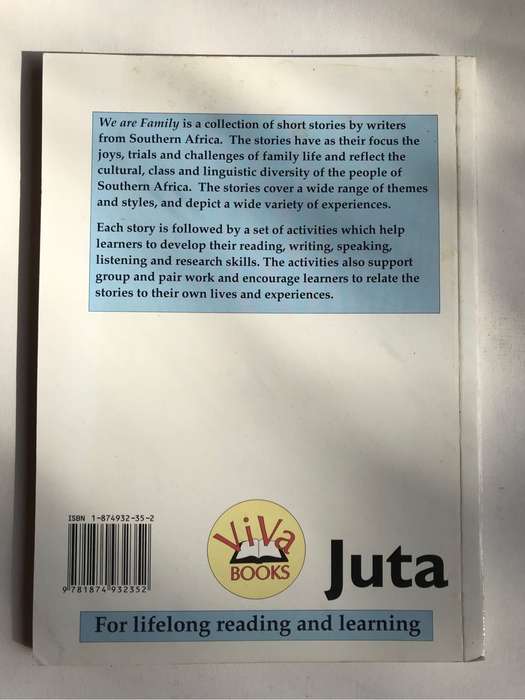 We are Family is a collection of short stories by writers
from Southern Africa. The stories have as their focus the
joys, trials and challenges of family life and reflect the
cultural, class and linguistic diversity of the people of
Southern Africa. The stories cover a wide range of themes
and styles, and depict a wide variety of experiences.
Each story is followed by a set of activities which help
learners to develop their reading, writing, speaking,
listening and research skills. The activities also support
group and pair work and encourage learners to relate the
stories to their own lives and experiences.
ISBN 1-874932-35-2
9 781874 932352
ViVa
BOOKS
Juta
For lifelong reading and learning